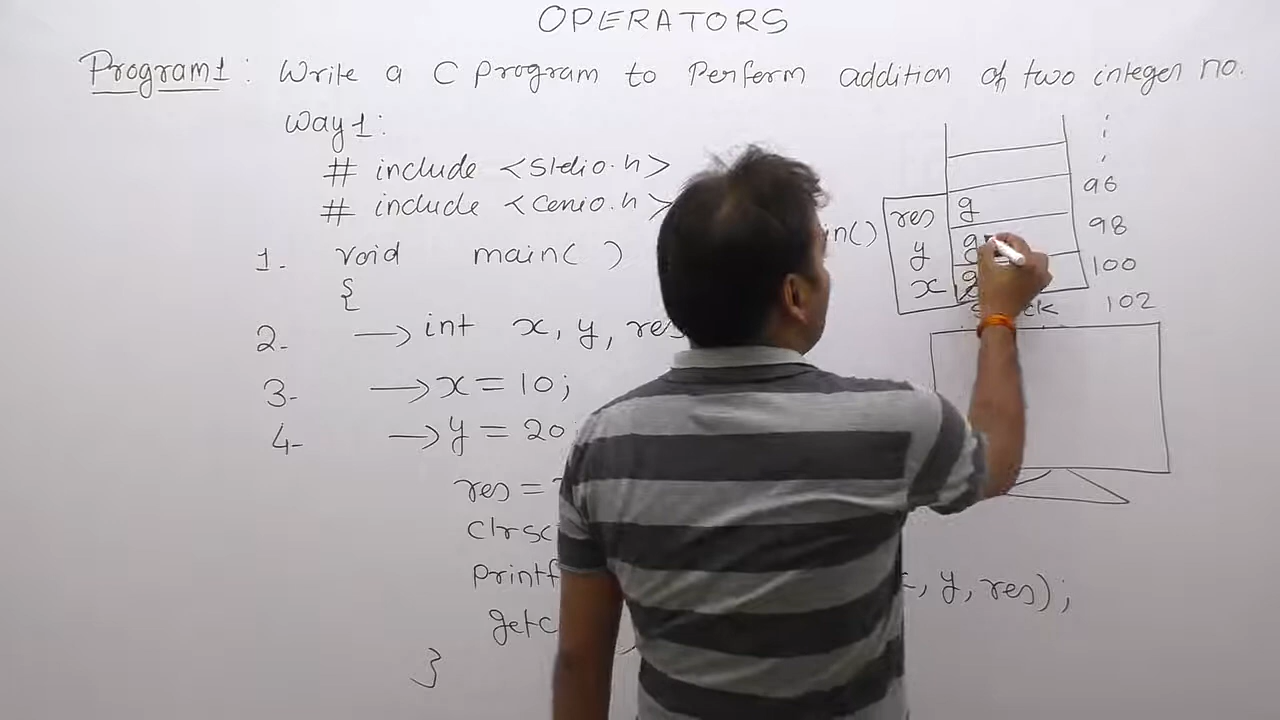 OPERATORS
Program1: Write a C Program to Perform addition of two integer no.
Way1:
# include <Stdio.h>
# include <Conio.h>
1. void main( )
{
2. → int x, y, res
3. → x = 10;
4. → y = 20
res =
clrsc
Printf , y, res);
getc
}
96
res g 98
y g 100
x g 102